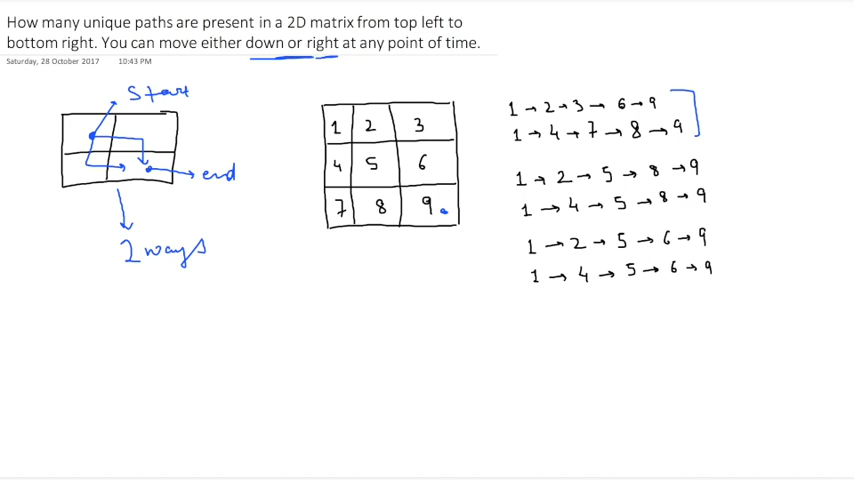 How many unique paths are present in a 2D matrix from top left to
bottom right. You can move either down or right at any point of time.
Saturday, 28 October 2017 10:43 PM
Start
end
2 ways
1 2 3
4 5 6
7 8 9
1 → 2 → 3 → 6 → 9
1 → 4 → 7 → 8 → 9
1 → 2 → 5 → 8 → 9
1 → 4 → 5 → 8 → 9
1 → 2 → 5 → 6 → 9
1 → 4 → 5 → 6 → 9